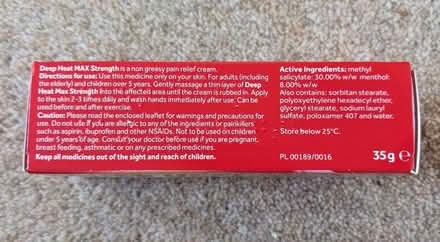 Deep Heat MAX Strength is a non greasy pain relief cream.
Directions for use: Use this medicine only on your skin. For adults (including
the elderly) and children over 5 years. Gently massage a thin layer of Deep
Heat Max Strength into the affected area until the cream is rubbed in. Apply
to the skin 2-3 times daily and wash hands immediately after use. Can be
used before and after exercise.
Caution: Please read the enclosed leaflet for warnings and precautions for
use. Do not use if you are allergic to any of the ingredients or painkillers
such as aspirin, ibuprofen and other NSAIDs. Not to be used on children
under 5 years of age. Consult your doctor before use if you are pregnant,
breast feeding, asthmatic or on any prescribed medicines.
Keep all medicines out of the sight and reach of children.
Active Ingredients: methyl
salicylate: 30.00% w/w menthol:
8.00% w/w
Also contains: sorbitan stearate,
polyoxyethylene hexadecyl ether,
glyceryl stearate, sodium lauryl
sulfate, poloxamer 407 and water.
Store below 25°C.
PL 00189/0016
35g e